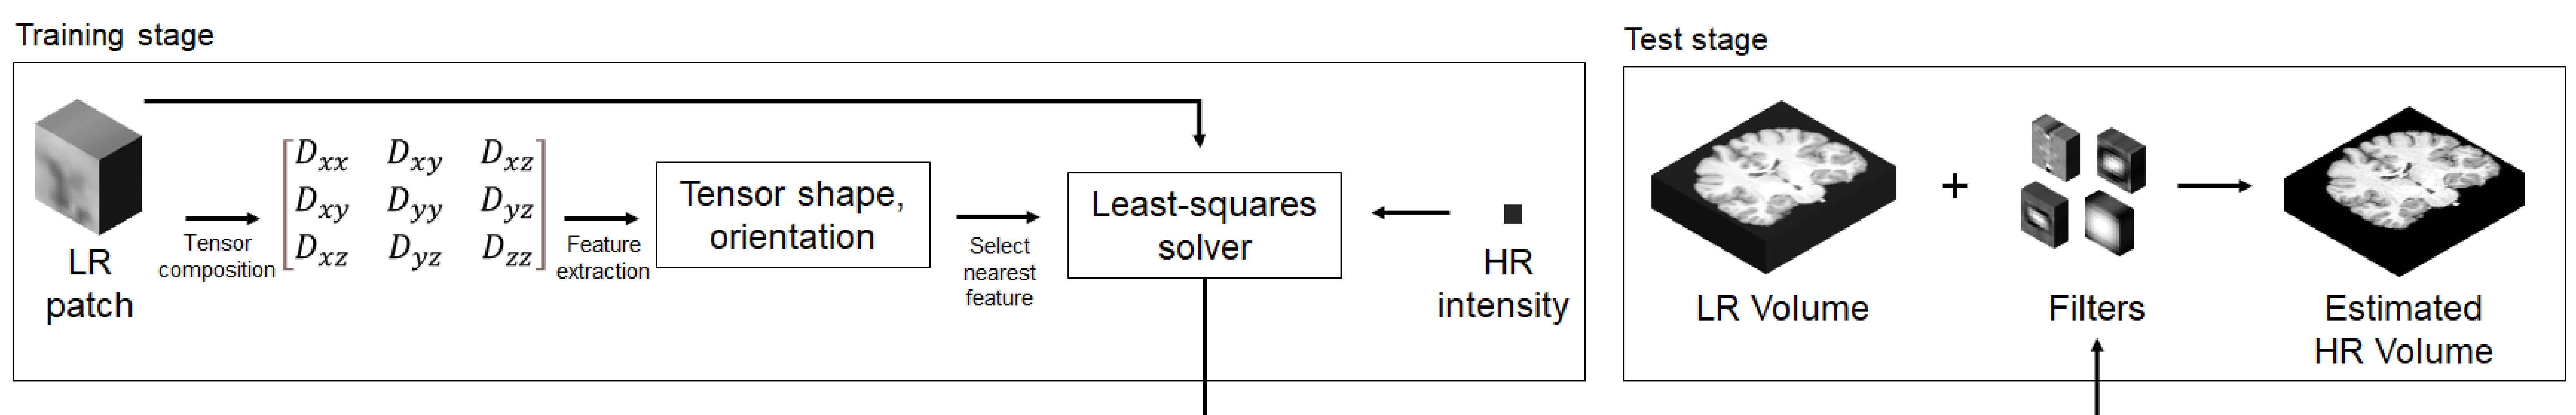 Training stage
LR
patch
Tensor
composition
D_xx D_xy D_xz
D_xy D_yy D_yz
D_xz D_yz D_zz
Feature
extraction
Tensor shape,
orientation
Select
nearest
feature
Least-squares
solver
HR
intensity
Test stage
LR Volume
+
Filters
Estimated
HR Volume